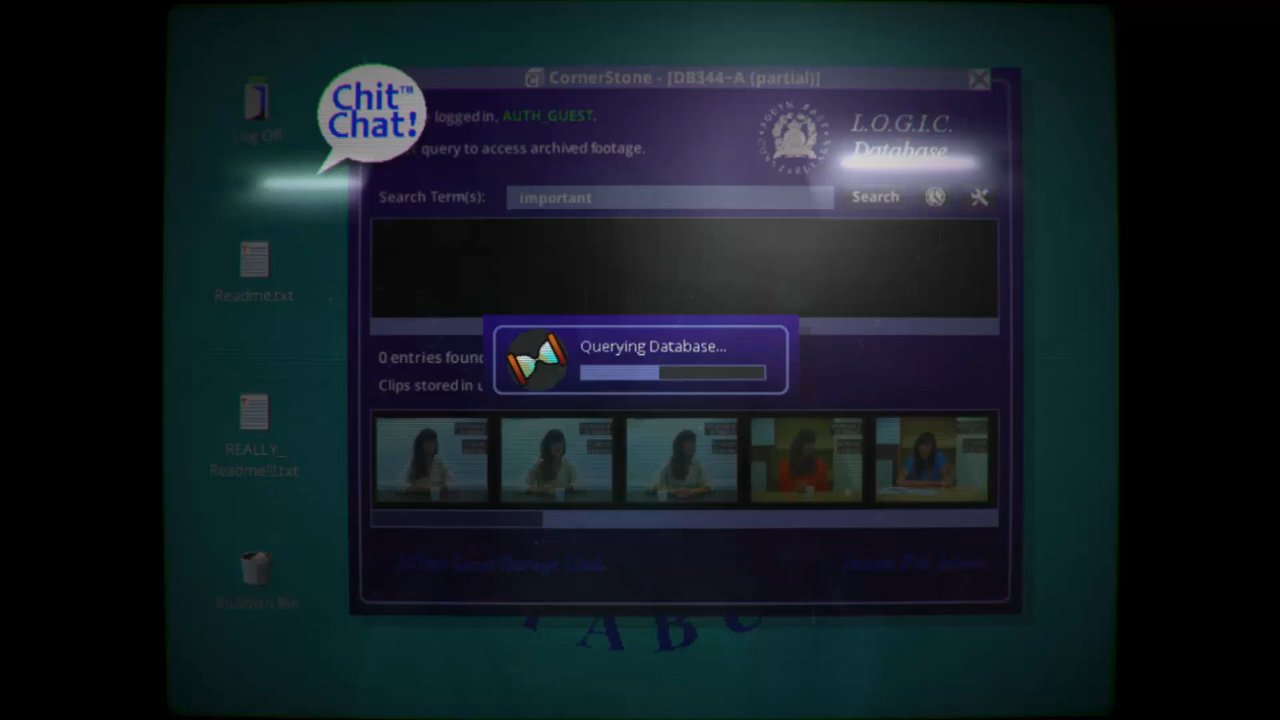 Chit™
Chat!
CornerStone - [DB344~A (partial)]
Log Off
logged in, AUTH_GUEST.
query to access archived footage.
L.O.G.I.C.
Database
Search Term(s):
important
Search
Readme.txt
Querying Database...
0 entries found
Clips stored in u
REALLY_
Readme!!!.txt
Rubbish Bin
TABU